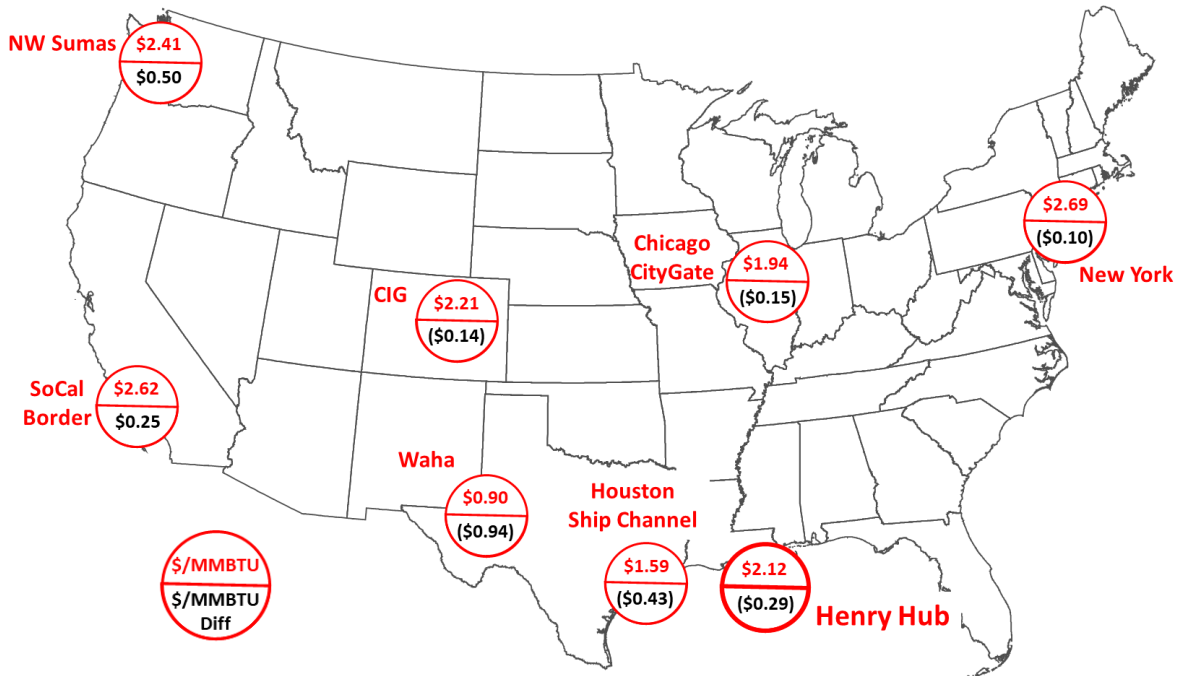 NW Sumas
$2.41
$0.50
$2.69
($0.10)
New York
Chicago
CityGate
$1.94
($0.15)
CIG
$2.21
($0.14)
SoCal
Border
$2.62
$0.25
Waha
$0.90
($0.94)
Houston
Ship Channel
$1.59
($0.43)
$2.12
($0.29)
Henry Hub
$/MMBTU
$/MMBTU
Diff